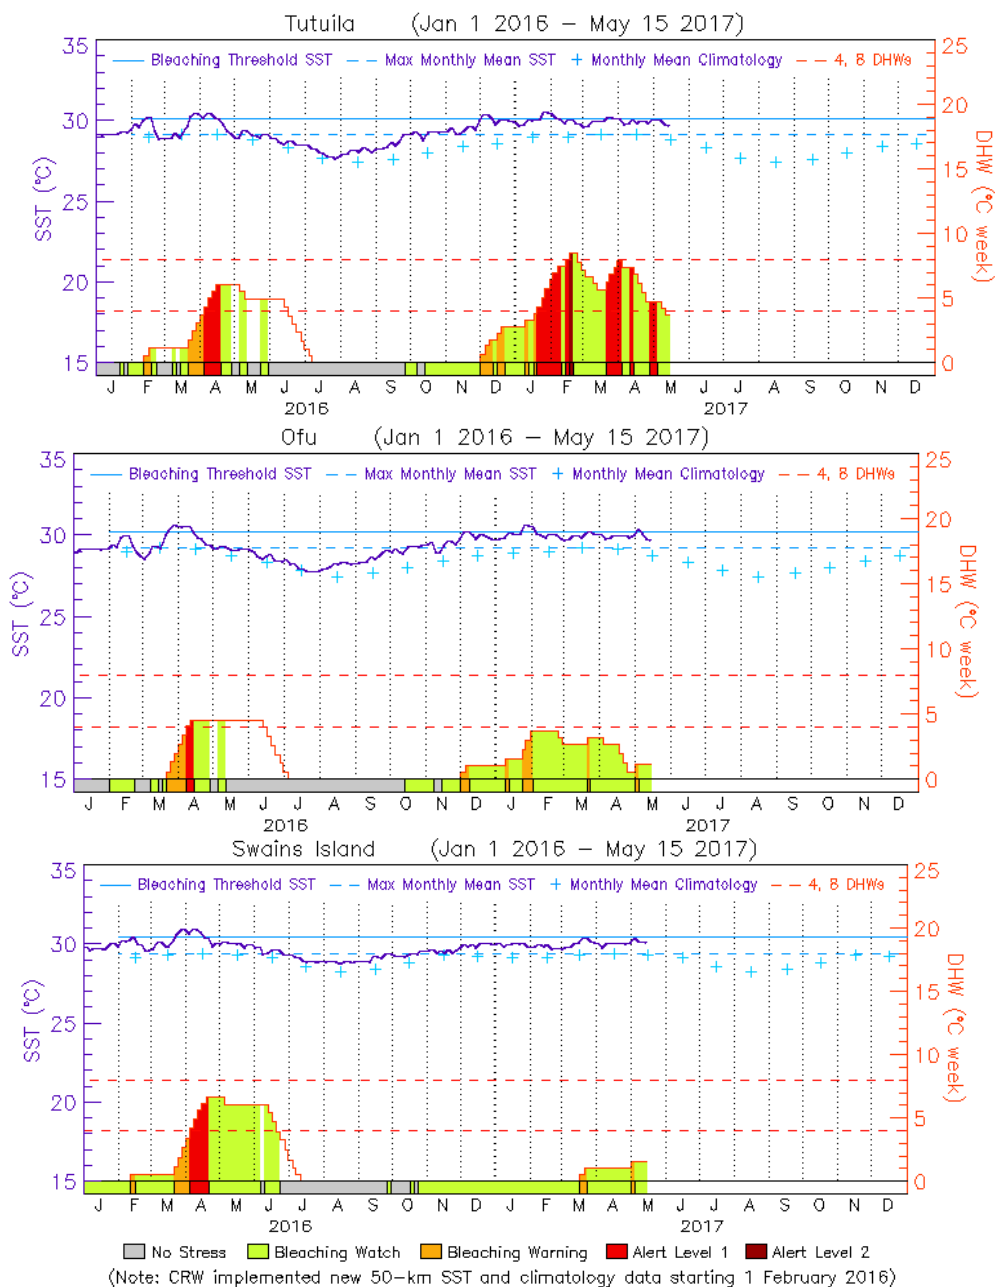 Tutuila (Jan 1 2016 – May 15 2017)
35 25
Bleaching Threshold SST Max Monthly Mean SST Monthly Mean Climatology 4, 8 DHWs
30 20
25 15
20 10
5
15 0
SST (°C)
DHW (°C week)
J F M A M J J A S O N D J F M A M J J A S O N D
2016 2017
Ofu (Jan 1 2016 – May 15 2017)
35 25
Bleaching Threshold SST Max Monthly Mean SST Monthly Mean Climatology 4, 8 DHWs
30 20
25 15
20 10
5
15 0
SST (°C)
DHW (°C week)
J F M A M J J A S O N D J F M A M J J A S O N D
2016 2017
Swains Island (Jan 1 2016 – May 15 2017)
35 25
Bleaching Threshold SST Max Monthly Mean SST Monthly Mean Climatology 4, 8 DHWs
30 20
25 15
20 10
5
15 0
SST (°C)
DHW (°C week)
J F M A M J J A S O N D J F M A M J J A S O N D
2016 2017
No Stress Bleaching Watch Bleaching Warning Alert Level 1 Alert Level 2
(Note: CRW implemented new 50–km SST and climatology data starting 1 February 2016)